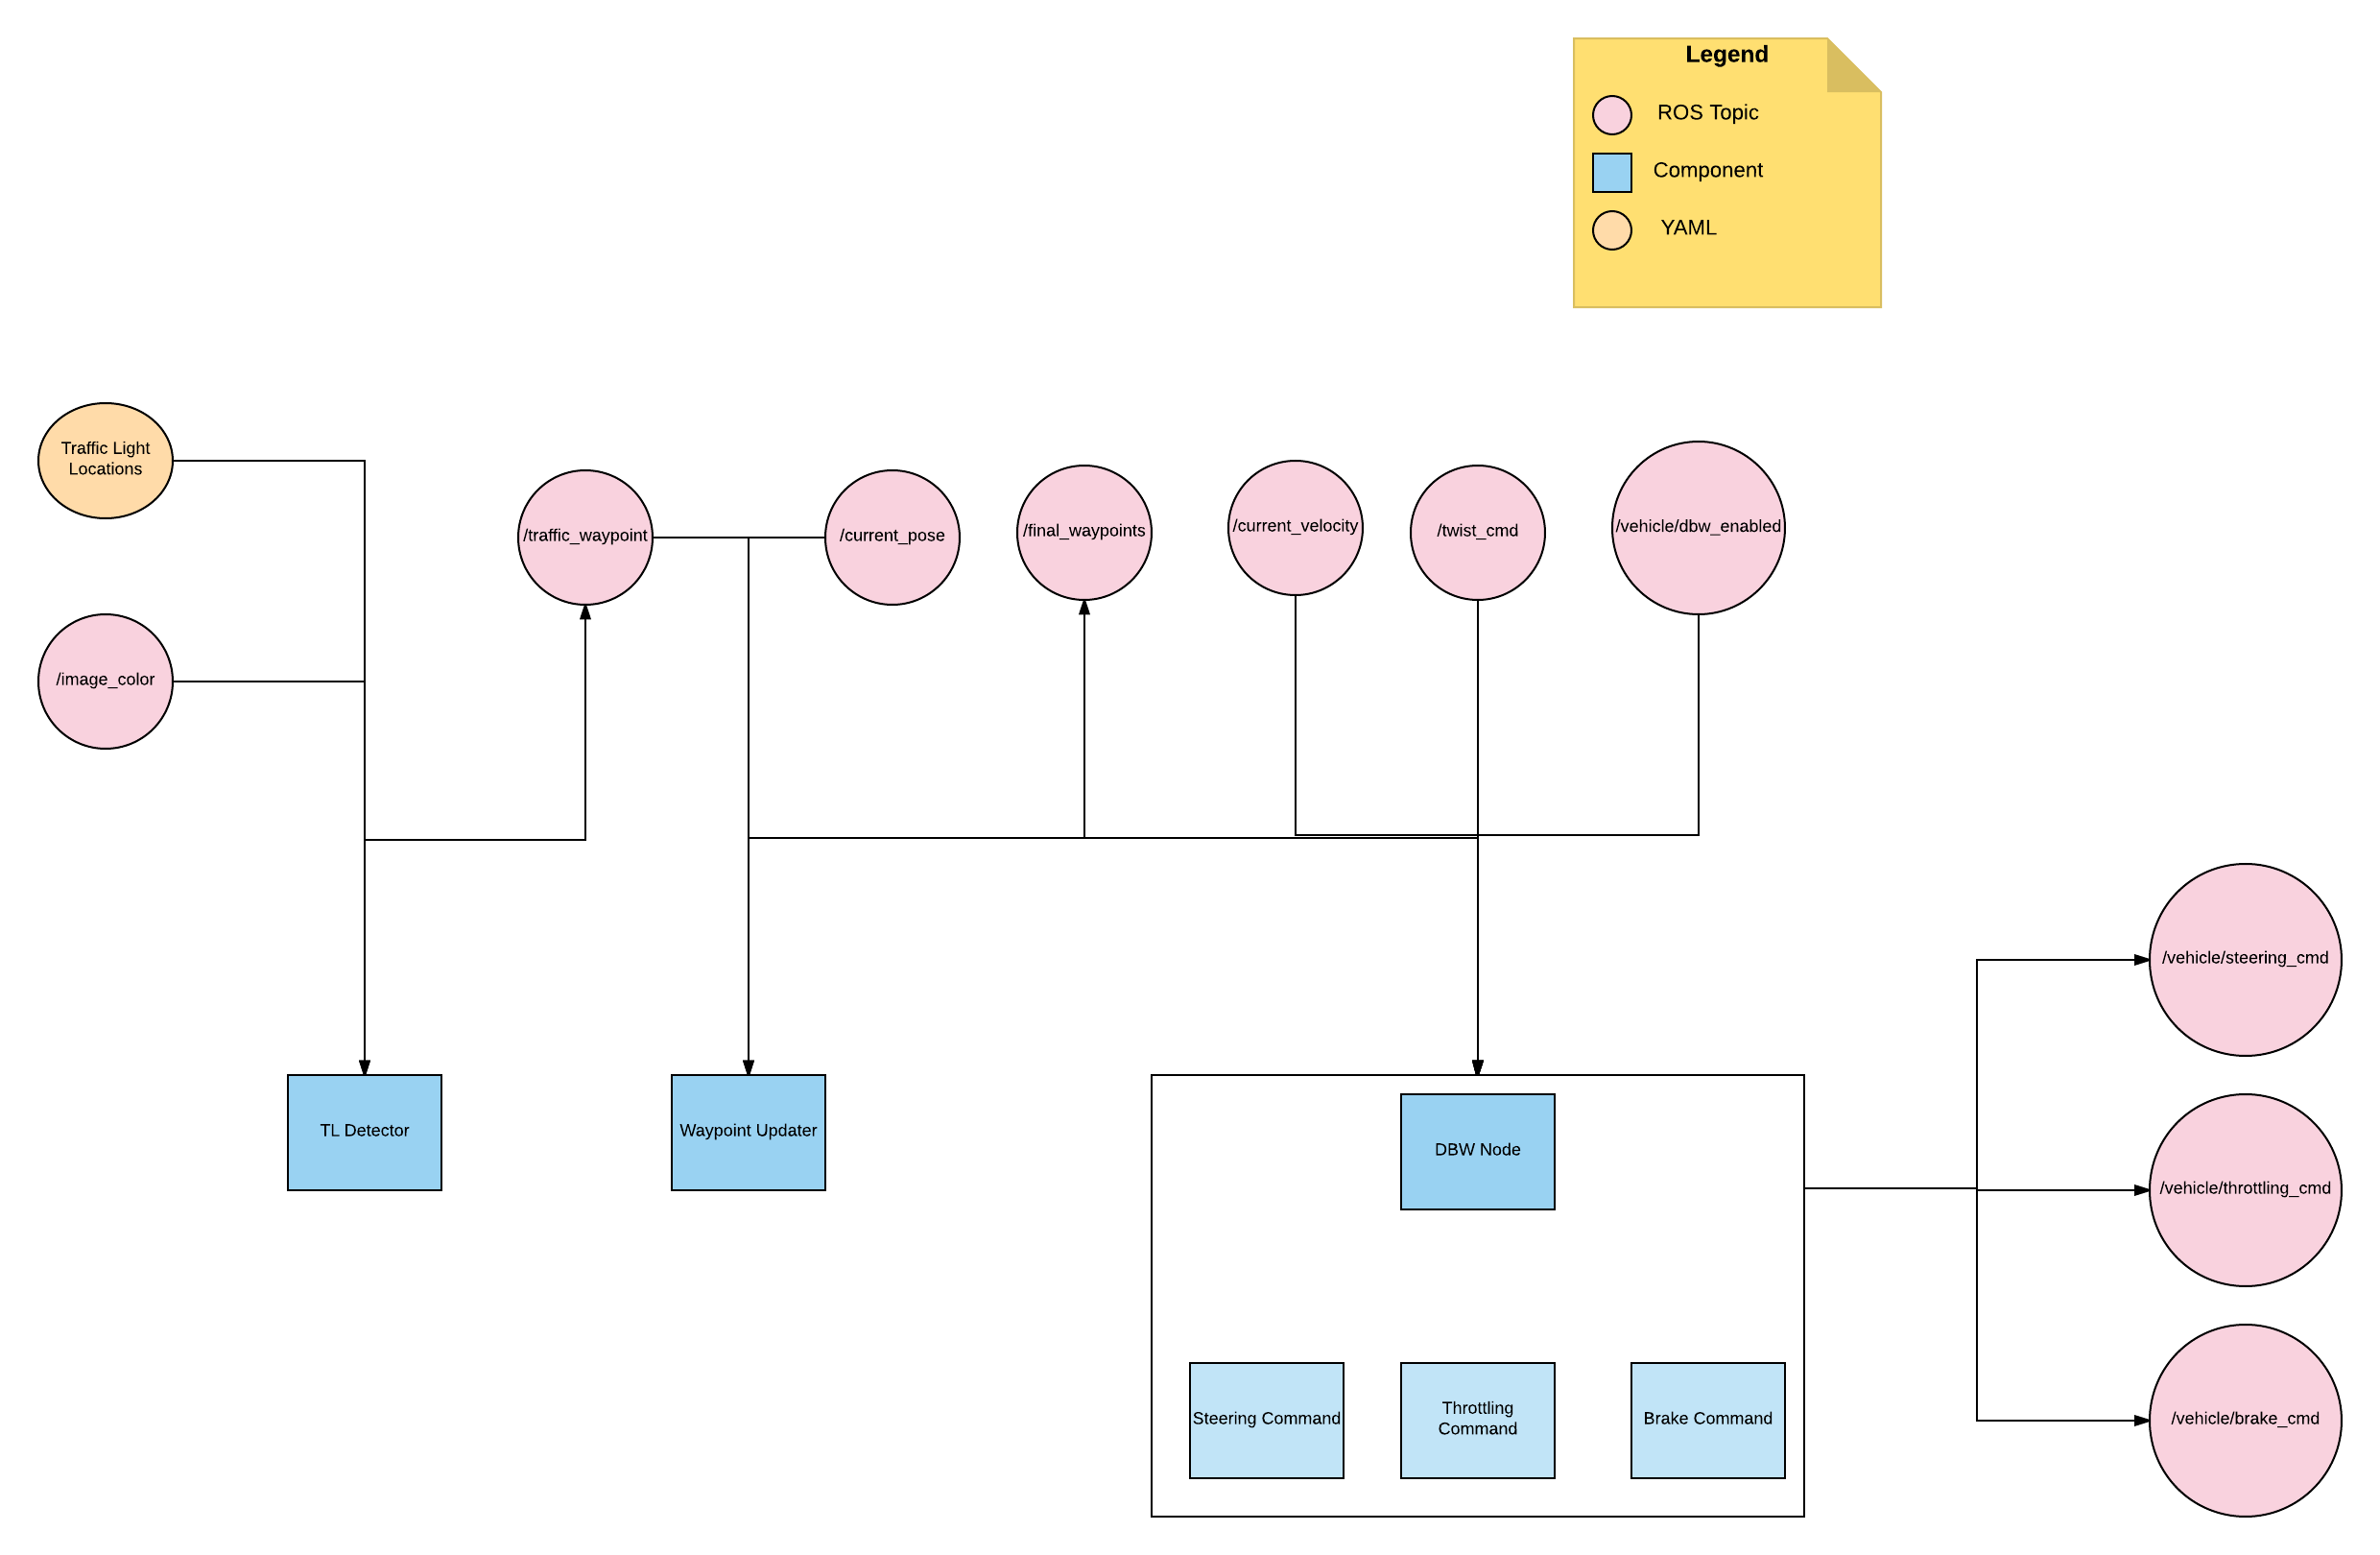 Legend
ROS Topic
Component
YAML
Traffic Light
Locations
/image_color
/traffic_waypoint
/current_pose
/final_waypoints
/current_velocity
/twist_cmd
/vehicle/dbw_enabled
TL Detector
Waypoint Updater
DBW Node
Steering Command
Throttling
Command
Brake Command
/vehicle/steering_cmd
/vehicle/throttling_cmd
/vehicle/brake_cmd